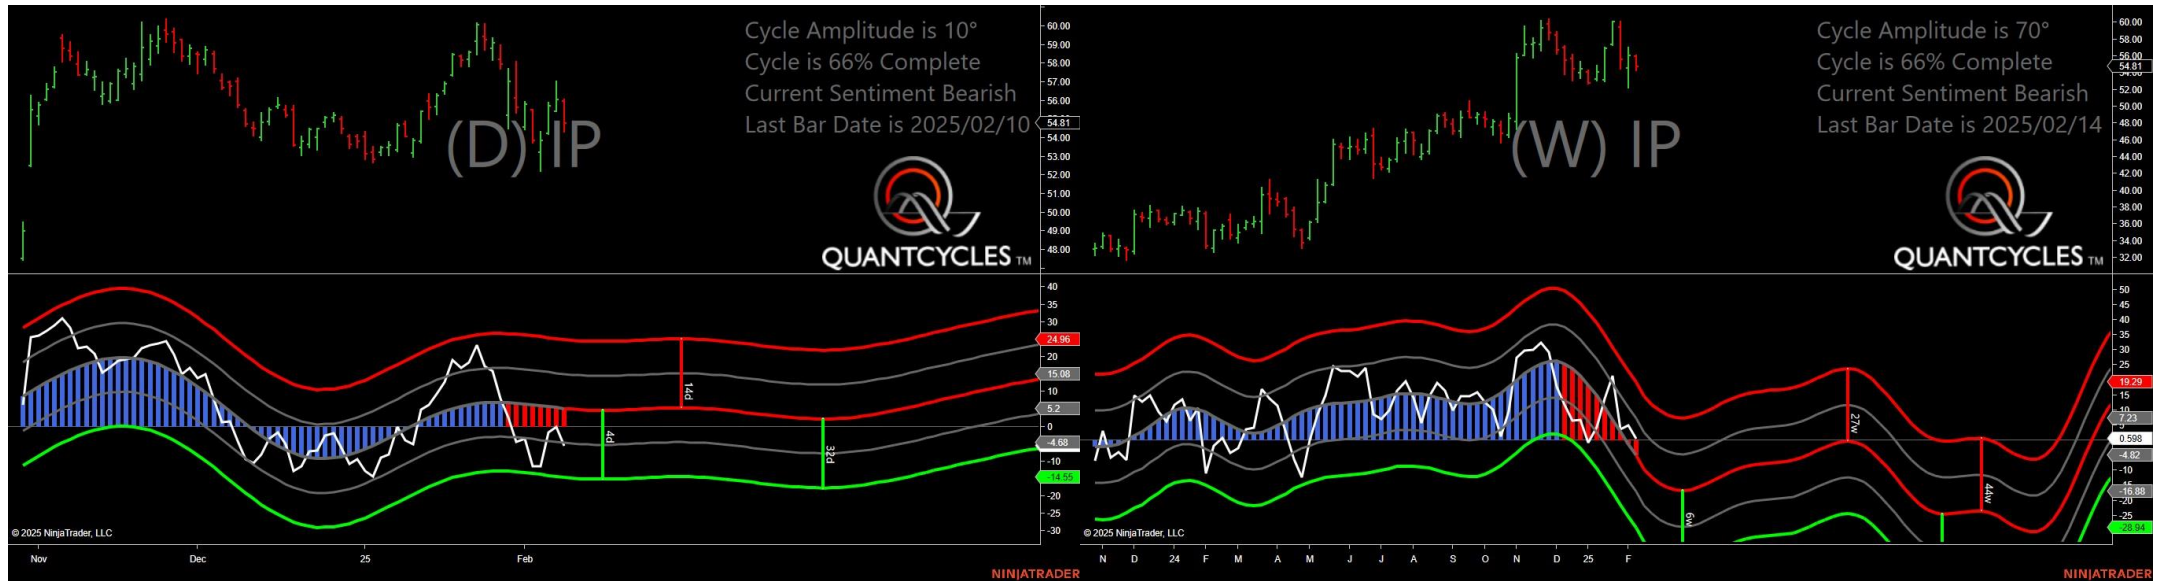 Cycle Amplitude is 10°
Cycle is 66% Complete
Current Sentiment Bearish
Last Bar Date is 2025/02/10
(D) IP
QUANTCYCLES TM
60.00
59.00
58.00
57.00
56.00
54.81
54.00
53.00
52.00
51.00
50.00
49.00
48.00
40
35
30
24.96
20
15.08
10
5.2
0
-4.68
-10
-14.55
-20
-25
-30
14d
4d
32d
© 2025 NinjaTrader, LLC
Nov
Dec
25
Feb
NINJATRADER
Cycle Amplitude is 70°
Cycle is 66% Complete
Current Sentiment Bearish
Last Bar Date is 2025/02/14
(W) IP
QUANTCYCLES TM
60.00
58.00
56.00
54.81
52.00
50.00
48.00
46.00
44.00
42.00
40.00
38.00
36.00
34.00
32.00
50
45
40
35
30
25
19.29
15
7.23
0.598
-4.82
-10
-16.88
-20
-25
-28.94
27w
44w
6w
© 2025 NinjaTrader, LLC
N
D
24
F
M
A
M
J
J
A
S
O
N
D
25
F
NINJATRADER